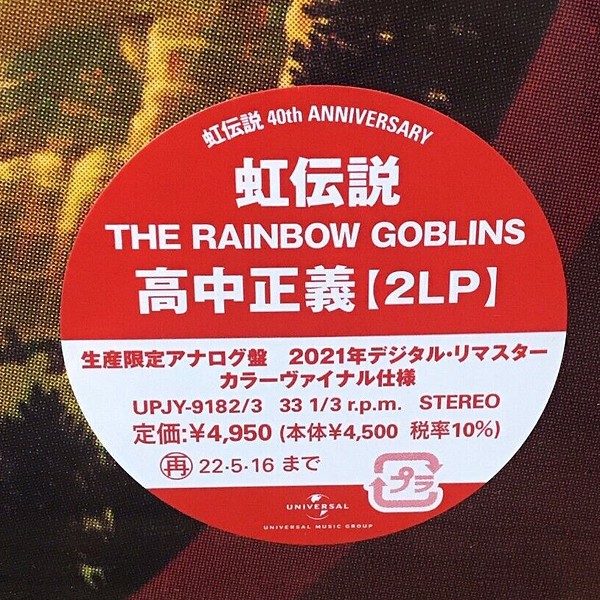 虹伝説 40th ANNIVERSARY
虹伝説
THE RAINBOW GOBLINS
高中正義【2LP】
生産限定アナログ盤 2021年デジタル・リマスター
カラーヴァイナル仕様
UPJY-9182/3 33 1/3 r.p.m. STEREO
定価:¥4,950 (本体¥4,500 税率10%)
再 22·5·16 まで
プラ
UNIVERSAL
UNIVERSAL MUSIC GROUP